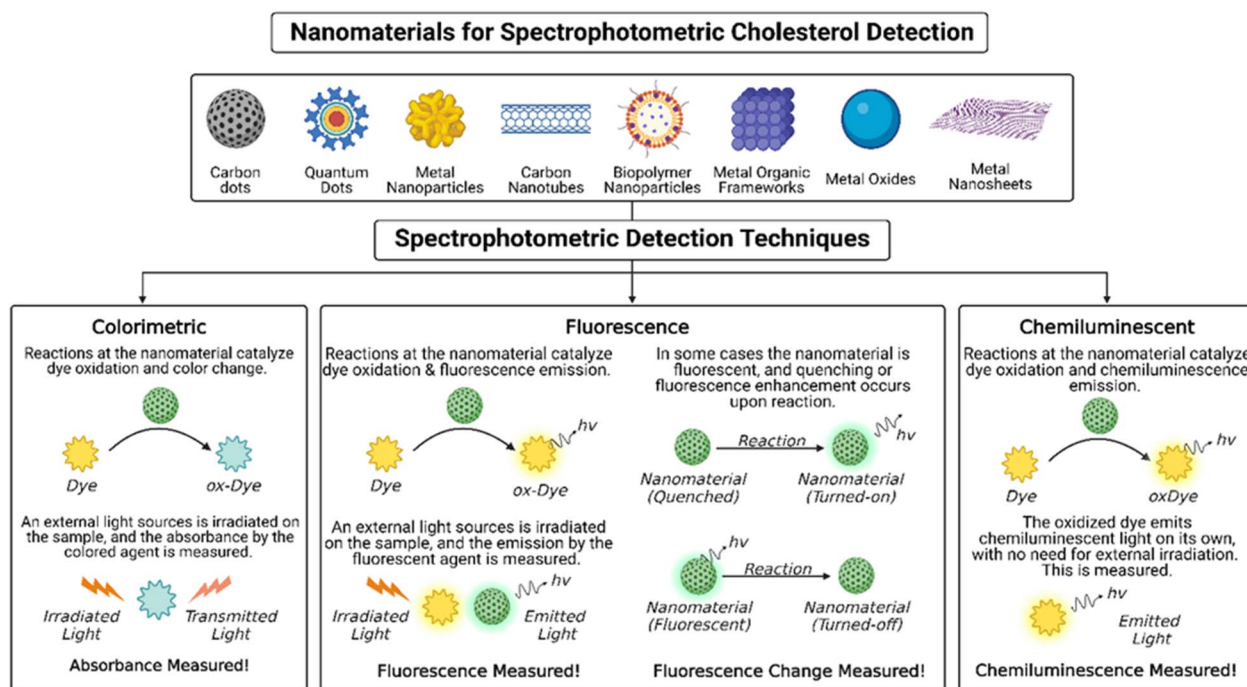 Nanomaterials for Spectrophotometric Cholesterol Detection
Carbon
dots
Quantum
Dots
Metal
Nanoparticles
Carbon
Nanotubes
Biopolymer
Nanoparticles
Metal Organic
Frameworks
Metal Oxides
Metal
Nanosheets
Spectrophotometric Detection Techniques
Colorimetric
Reactions at the nanomaterial catalyze
dye oxidation and color change.
Dye
ox-Dye
An external light sources is irradiated on
the sample, and the absorbance by the
colored agent is measured.
Irradiated
Light
Transmitted
Light
Absorbance Measured!
Fluorescence
Reactions at the nanomaterial catalyze
dye oxidation & fluorescence emission.
hv
Dye
ox-Dye
An external light sources is irradiated
on the sample, and the emission by the
fluorescent agent is measured.
hv
Irradiated
Light
Emitted
Light
Fluorescence Measured!
In some cases the nanomaterial is
fluorescent, and quenching or
fluorescence enhancement occurs
upon reaction.
Reaction
hv
Nanomaterial
(Quenched)
Nanomaterial
(Turned-on)
hv
Reaction
Nanomaterial
(Fluorescent)
Nanomaterial
(Turned-off)
Fluorescence Change Measured!
Chemiluminescent
Reactions at the nanomaterial catalyze
dye oxidation and chemiluminescence
emission.
hv
Dye
oxDye
The oxidized dye emits
chemiluminescent light on its own,
with no need for external irradiation.
This is measured.
hv
Emitted
Light
Chemiluminescence Measured!